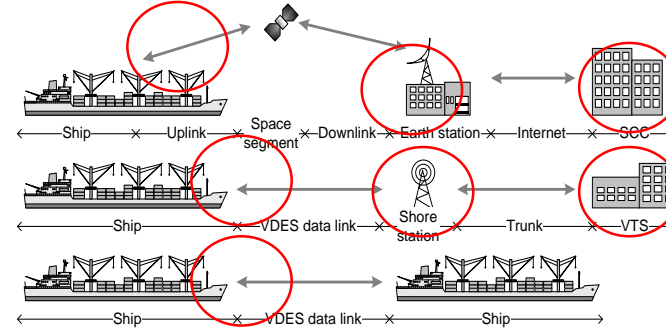 Ship Uplink Space segment Downlink Earth station Internet SCC
Ship VDES data link Shore station Trunk VTS
Ship VDES data link Ship